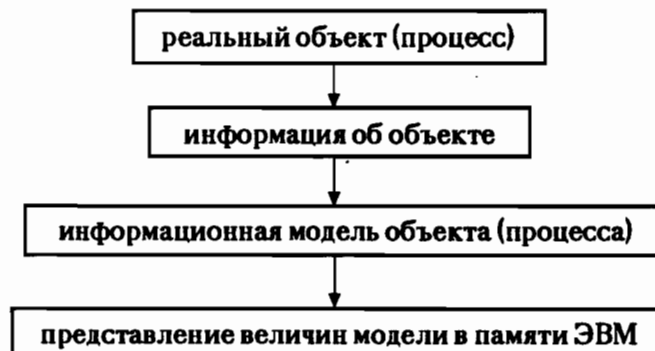 реальный объект (процесс)
информация об объекте
информационная модель объекта (процесса)
представление величин модели в памяти ЭВМ